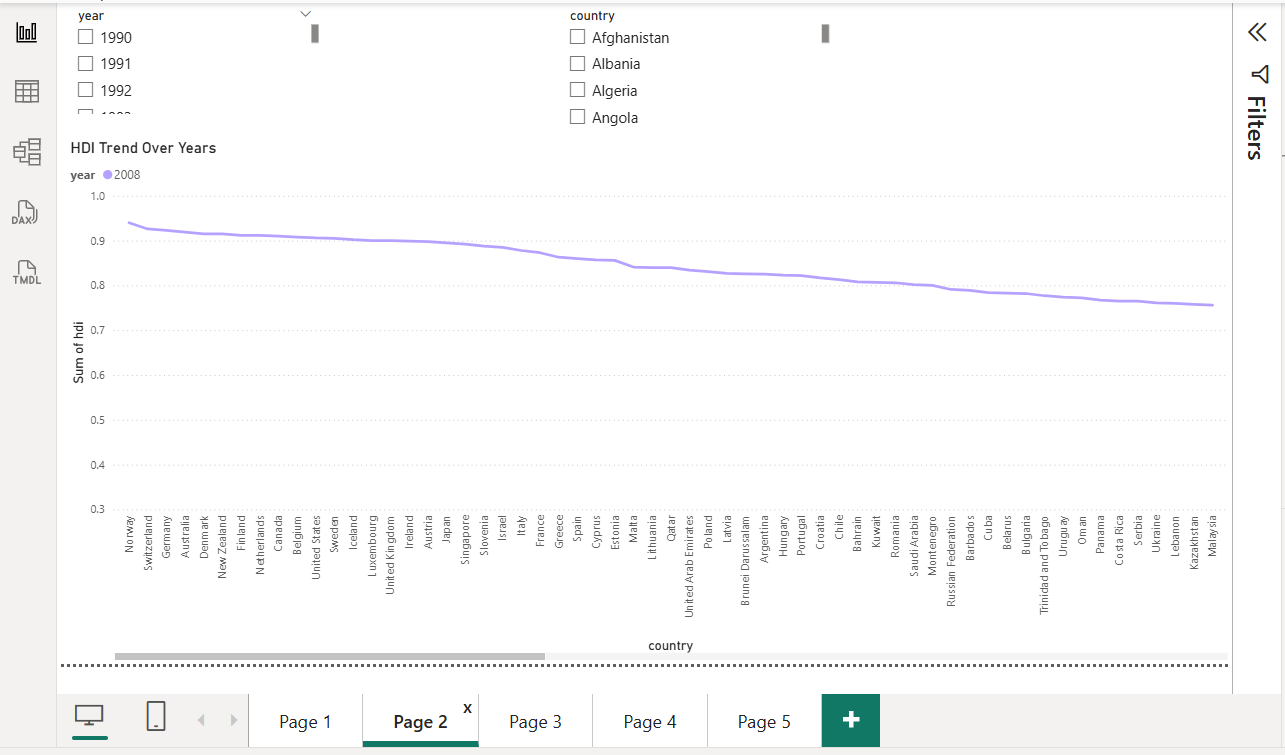 year
country
1990
Afghanistan
1991
Albania
1992
Algeria
Angola
HDI Trend Over Years
year 2008
1.0
0.9
0.8
0.7
0.6
0.5
0.4
0.3
Sum of hdi
Norway
Switzerland
Germany
Australia
Denmark
New Zealand
Finland
Netherlands
Canada
Belgium
United States
Sweden
Iceland
Luxembourg
United Kingdom
Ireland
Austria
Japan
Singapore
Slovenia
Israel
Italy
France
Greece
Spain
Cyprus
Estonia
Malta
Lithuania
Qatar
United Arab Emirates
Poland
Latvia
Brunei Darussalam
Argentina
Hungary
Portugal
Croatia
Chile
Bahrain
Kuwait
Romania
Saudi Arabia
Montenegro
Russian Federation
Barbados
Cuba
Belarus
Bulgaria
Trinidad and Tobago
Uruguay
Oman
Panama
Costa Rica
Serbia
Ukraine
Lebanon
Kazakhstan
Malaysia
country
Filters
DAX
TMDL
Page 1
Page 2 x
Page 3
Page 4
Page 5
+